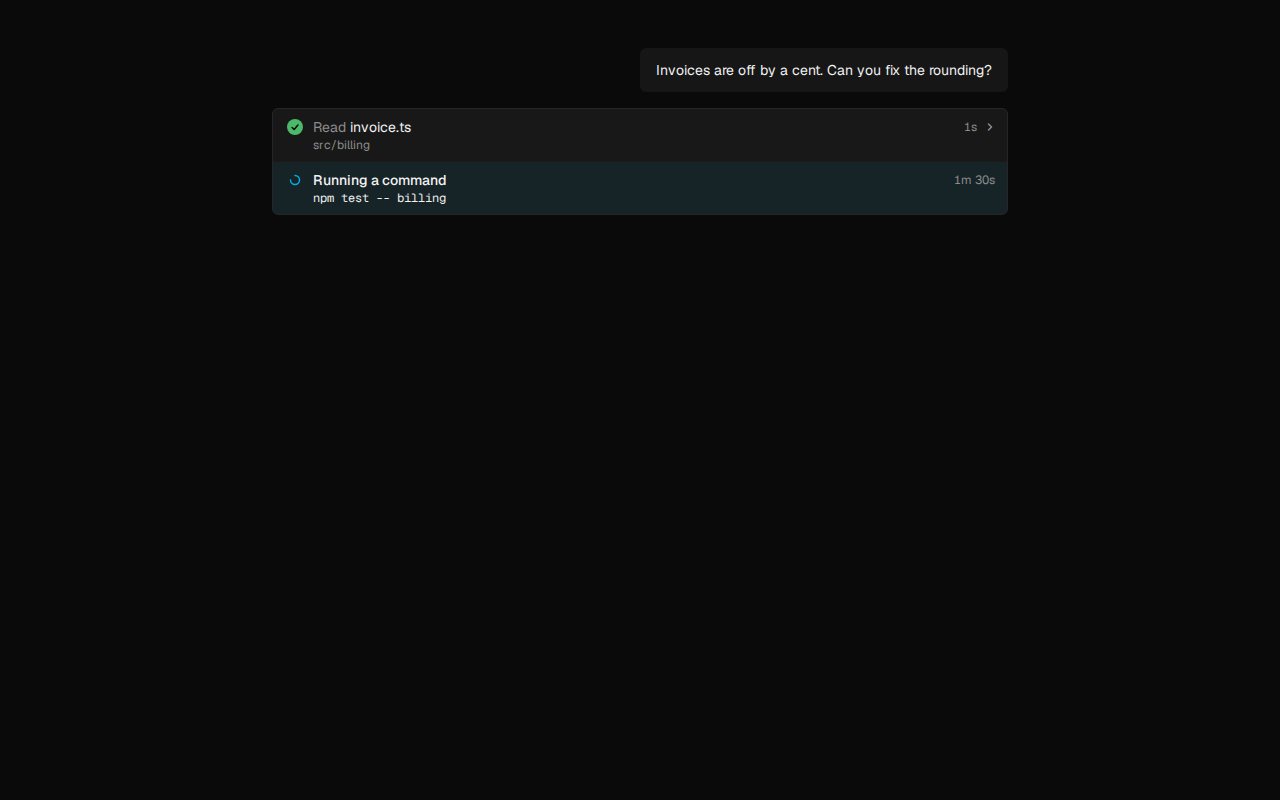 Invoices are off by a cent. Can you fix the rounding?
Read invoice.ts 1s
src/billing
Running a command 1m 30s
npm test -- billing